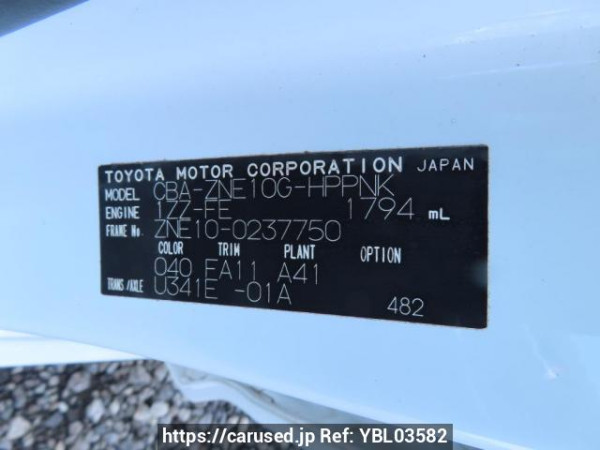 TOYOTA MOTOR CORPORATION JAPAN
MODEL CBA-ZNE10G-HPPNK
ENGINE 1ZZ-FE 1794 mL
FRAME No. ZNE10-0237750
COLOR TRIM PLANT OPTION
040 FA11 A41
TRANS/AXLE U341E -01A
482
https://carused.jp Ref: YBL03582